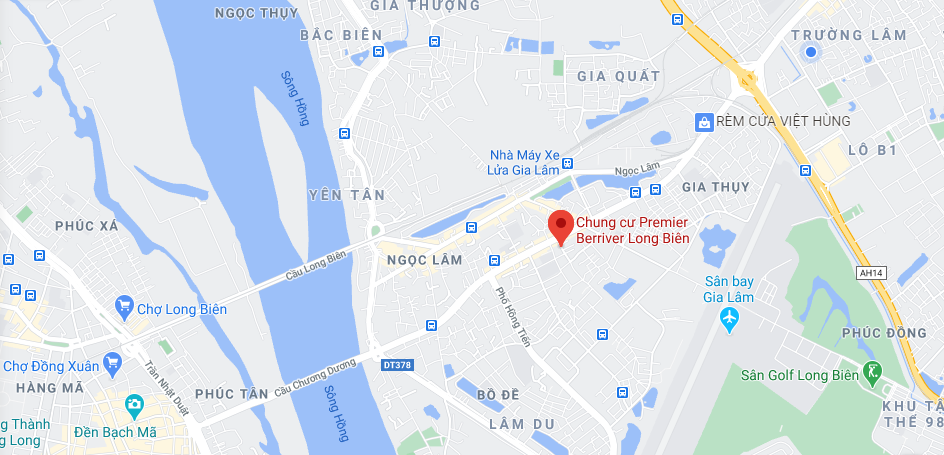 GIA THƯỢNG
NGỌC THỤY
BẮC BIÊN
TRƯỜNG LÂM
GIA QUẤT
Sông Hồng
RÈM CỬA VIỆT HÙNG
LÔ B1
Nhà Máy Xe
Lửa Gia Lâm
Ngọc Lâm
GIA THỤY
YÊN TÂN
PHÚC XÁ
Chung cư Premier
Berriver Long Biên
NGỌC LÂM
Cầu Long Biên
AH14
Sân bay
Gia Lâm
Phố Hồng Tiến
Chợ Long Biên
PHÚC ĐỒNG
Chợ Đồng Xuân
Trần Nhật Duật
DT378
Cầu Chương Dương
Sân Golf Long Biên
HÀNG MÃ
PHÚC TÂN
Sông Hồng
BỒ ĐỀ
LÂM DU
KHU TẬ
THỂ 98
Đền Bạch Mã
ng Thành
g Long